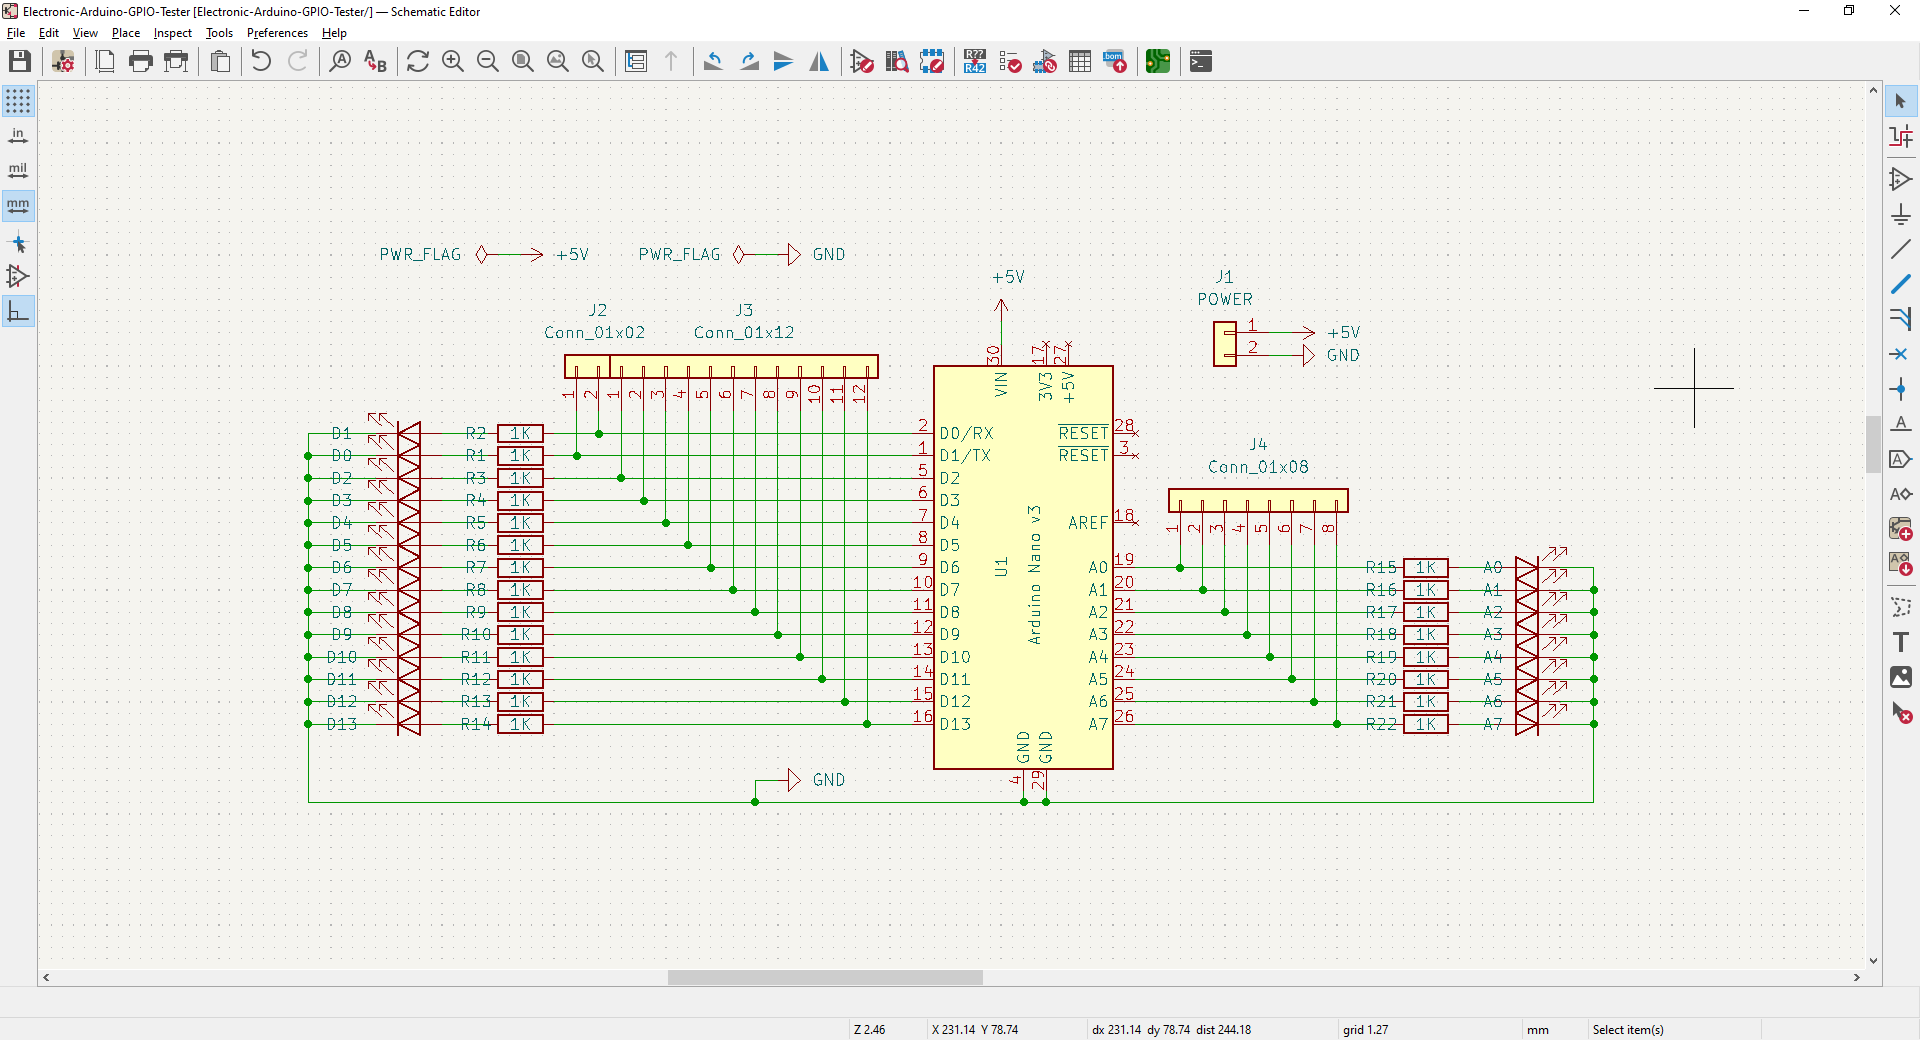 Electronic-Arduino-GPIO-Tester [Electronic-Arduino-GPIO-Tester/] — Schematic Editor
File Edit View Place Inspect Tools Preferences Help
R??
R42
bom
in
mil
mm
PWR_FLAG +5V PWR_FLAG GND
+5V
J1
POWER
1 +5V
2 GND
J2 J3
Conn_01x02 Conn_01x12
1 2 1 2 3 4 5 6 7 8 9 10 11 12
30 17 27
VIN 3V3 +5V
D1 R2 1K 2 D0/RX RESET 28
D0 R1 1K 1 D1/TX RESET 3
D2 R3 1K 5 D2
D3 R4 1K 6 D3
D4 R5 1K 7 D4 AREF 18
D5 R6 1K 8 D5
D6 R7 1K 9 D6 A0 19 R15 1K A0
D7 R8 1K 10 D7 A1 20 R16 1K A1
D8 R9 1K 11 D8 A2 21 R17 1K A2
D9 R10 1K 12 D9 A3 22 R18 1K A3
D10 R11 1K 13 D10 A4 23 R19 1K A4
D11 R12 1K 14 D11 A5 24 R20 1K A5
D12 R13 1K 15 D12 A6 25 R21 1K A6
D13 R14 1K 16 D13 A7 26 R22 1K A7
U1
Arduino Nano v3
J4
Conn_01x08
1 2 3 4 5 6 7 8
GND GND
4 29
GND
Z 2.46 X 231.14 Y 78.74 dx 231.14 dy 78.74 dist 244.18 grid 1.27 mm Select item(s)